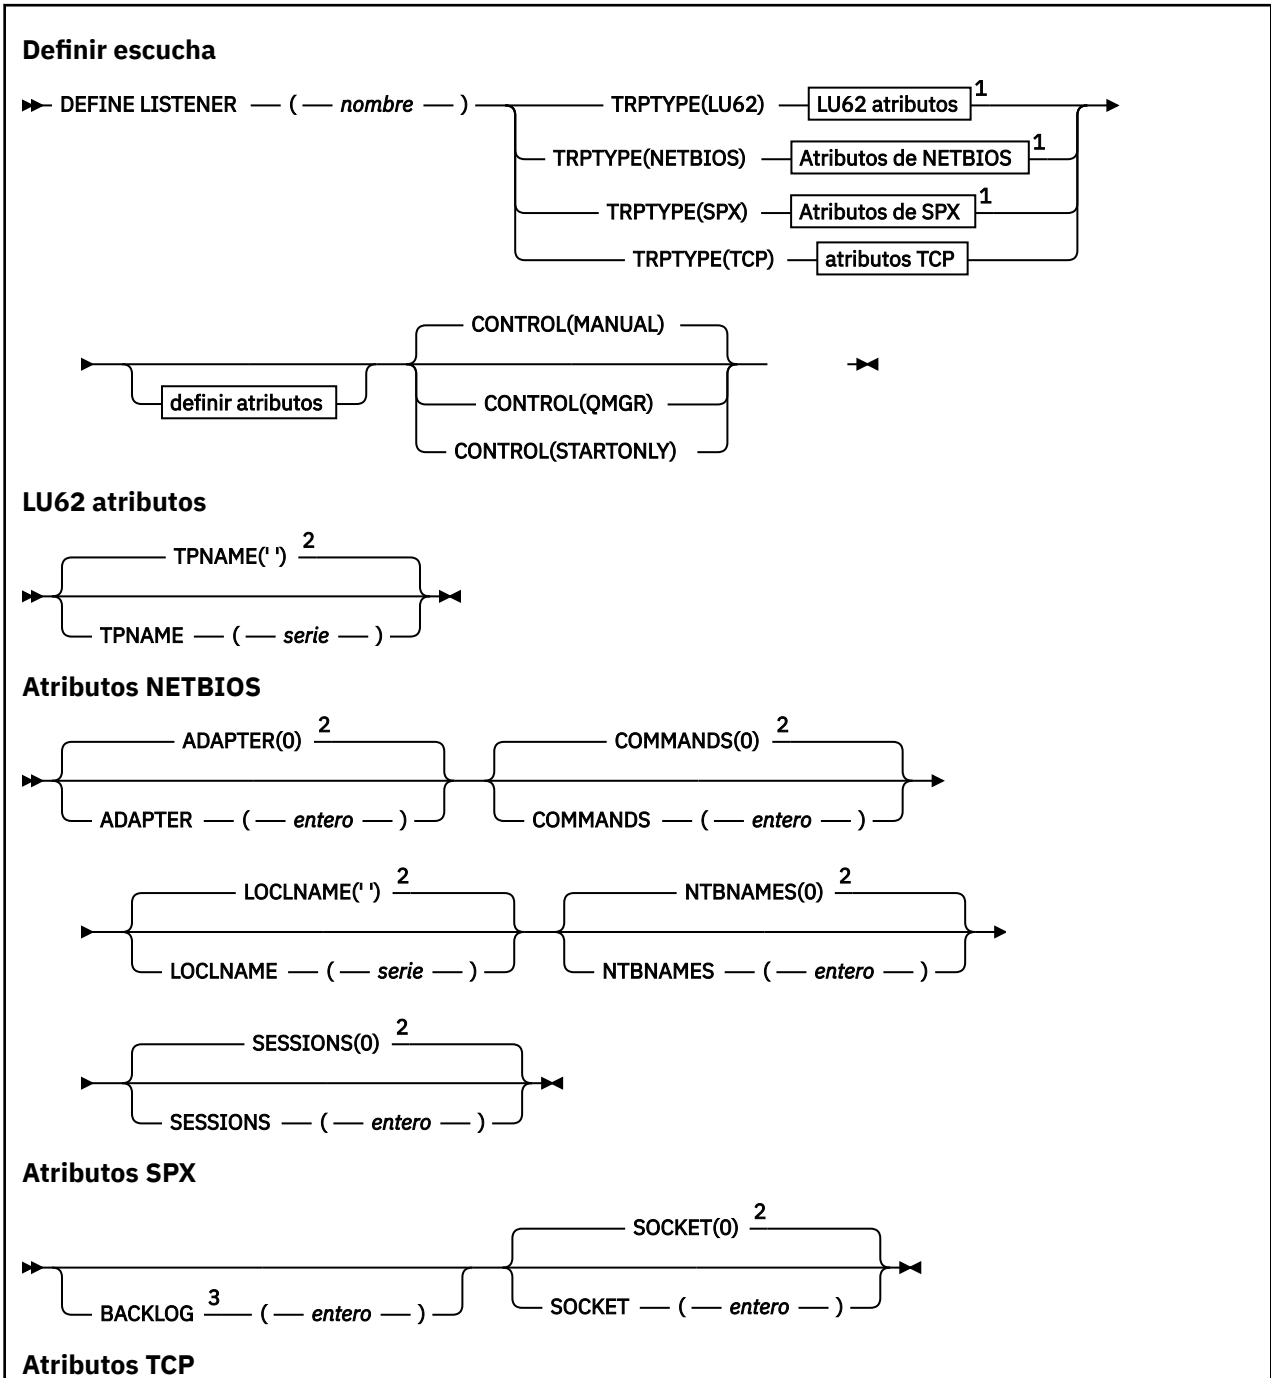 Definir escucha
DEFINE LISTENER ( nombre ) TRPTYPE(LU62) LU62 atributos 1
TRPTYPE(NETBIOS) Atributos de NETBIOS 1
TRPTYPE(SPX) Atributos de SPX 1
TRPTYPE(TCP) atributos TCP
CONTROL(MANUAL)
definir atributos CONTROL(QMGR)
CONTROL(STARTONLY)
LU62 atributos
TPNAME(' ') 2
TPNAME ( serie )
Atributos NETBIOS
ADAPTER(0) 2 COMMANDS(0) 2
ADAPTER ( entero ) COMMANDS ( entero )
LOCLNAME(' ') 2 NTBNAMES(0) 2
LOCLNAME ( serie ) NTBNAMES ( entero )
SESSIONS(0) 2
SESSIONS ( entero )
Atributos SPX
SOCKET(0) 2
BACKLOG 3 ( entero ) SOCKET ( entero )
Atributos TCP